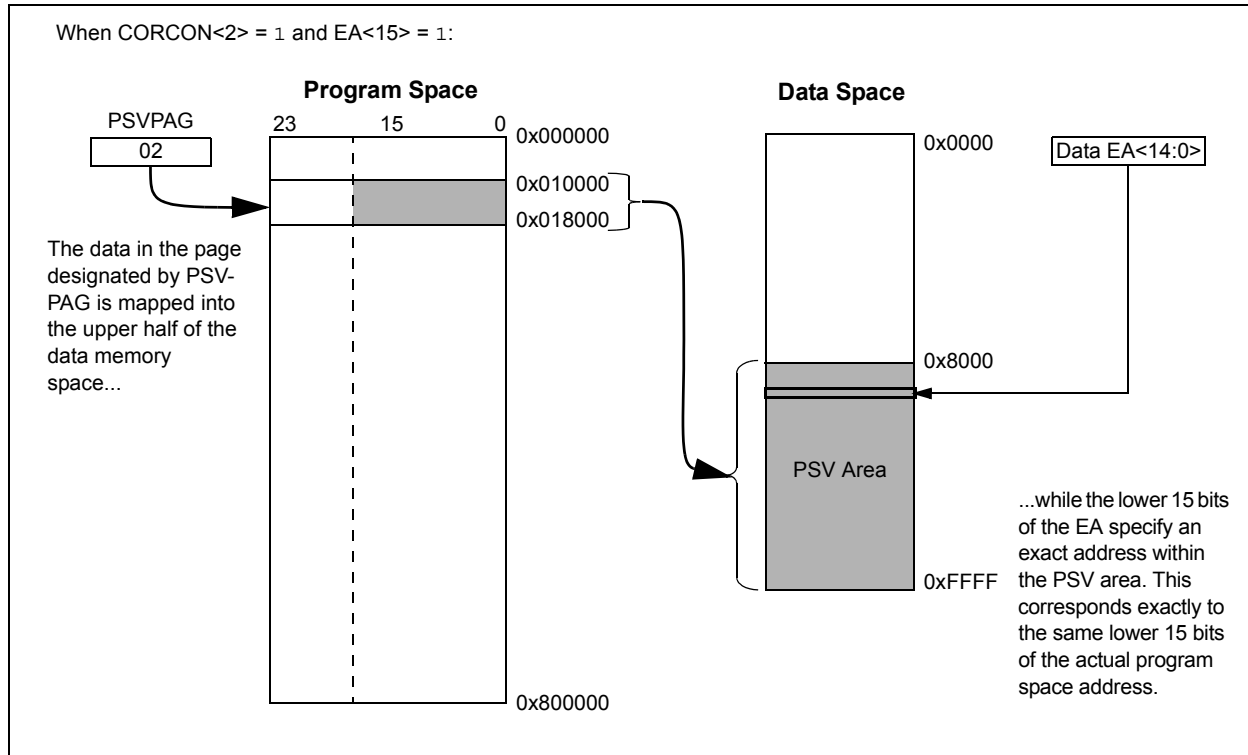 When CORCON<2> = 1 and EA<15> = 1:
Program Space
Data Space
PSVPAG
02
23 15 0
0x000000
0x010000
0x018000
0x800000
The data in the page
designated by PSV-
PAG is mapped into
the upper half of the
data memory
space...
0x0000
0x8000
0xFFFF
Data EA<14:0>
PSV Area
...while the lower 15 bits
of the EA specify an
exact address within
the PSV area. This
corresponds exactly to
the same lower 15 bits
of the actual program
space address.